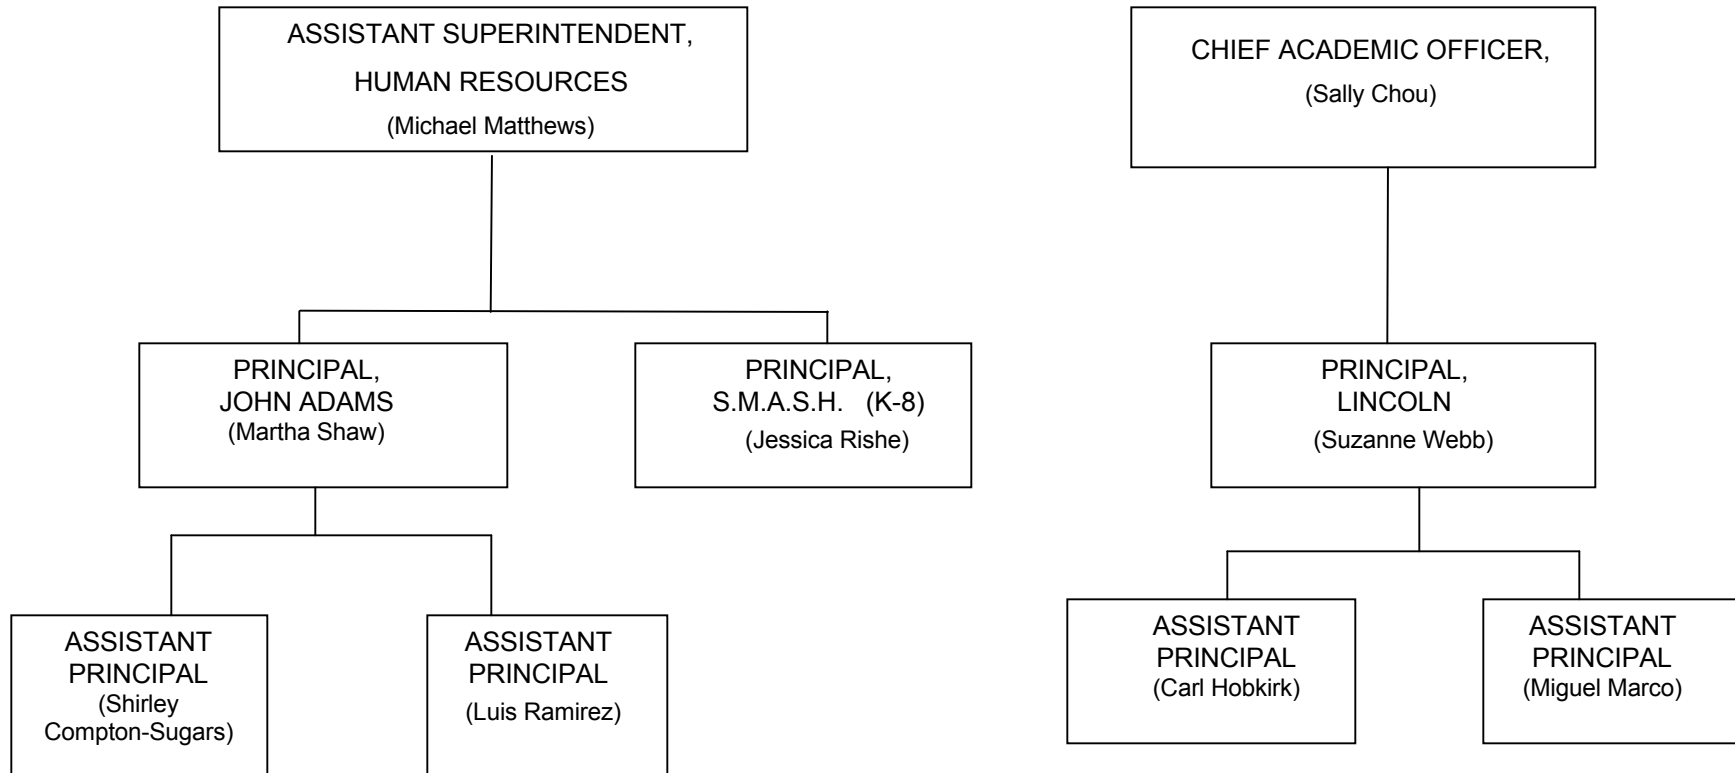 ASSISTANT SUPERINTENDENT,
HUMAN RESOURCES
(Michael Matthews)
CHIEF ACADEMIC OFFICER,
(Sally Chou)
PRINCIPAL,
JOHN ADAMS
(Martha Shaw)
PRINCIPAL,
S.M.A.S.H. (K-8)
(Jessica Rishe)
PRINCIPAL,
LINCOLN
(Suzanne Webb)
ASSISTANT
PRINCIPAL
(Shirley
Compton-Sugars)
ASSISTANT
PRINCIPAL
(Luis Ramirez)
ASSISTANT
PRINCIPAL
(Carl Hobkirk)
ASSISTANT
PRINCIPAL
(Miguel Marco)